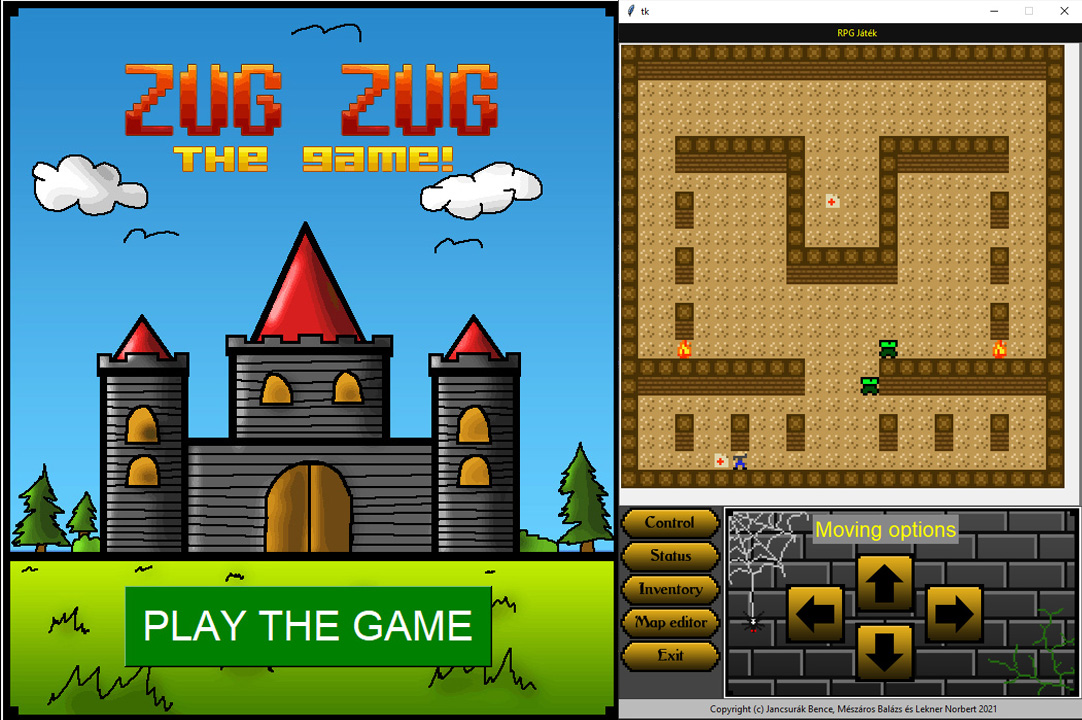 ZUG ZUG
THE game!
PLAY THE GAME
tk
RPG Játék
Control
Status
Inventory
Map editor
Exit
Moving options
Copyright (c) Jancsurák Bence, Mészáros Balázs és Lekner Norbert 2021